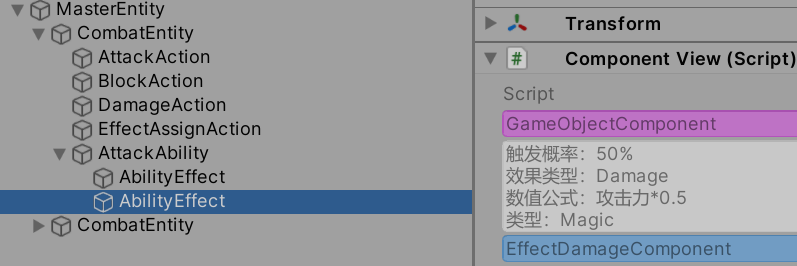 MasterEntity
CombatEntity
AttackAction
BlockAction
DamageAction
EffectAssignAction
AttackAbility
AbilityEffect
AbilityEffect
CombatEntity
Transform
# Component View (Script)
Script
GameObjectComponent
触发概率：50%
效果类型：Damage
数值公式：攻击力*0.5
类型：Magic
EffectDamageComponent